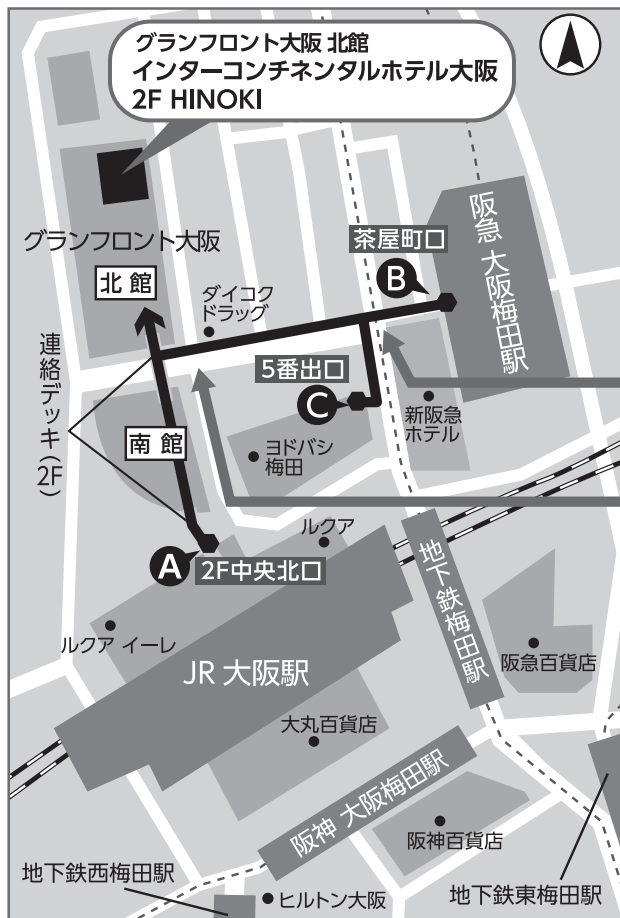 グランフロント大阪 北館
インターコンチネンタルホテル大阪
2F HINOKI
グランフロント大阪
北館
ダイコク
ドラッグ
茶屋町口
B
阪急 大阪梅田駅
連絡デッキ(2F)
5番出口
C
新阪急
ホテル
南館
ヨドバシ
梅田
ルクア
A
2F中央北口
地下鉄梅田駅
ルクア イーレ
JR 大阪駅
阪急百貨店
大丸百貨店
阪神 大阪梅田駅
阪神百貨店
地下鉄西梅田駅
ヒルトン大阪
地下鉄東梅田駅